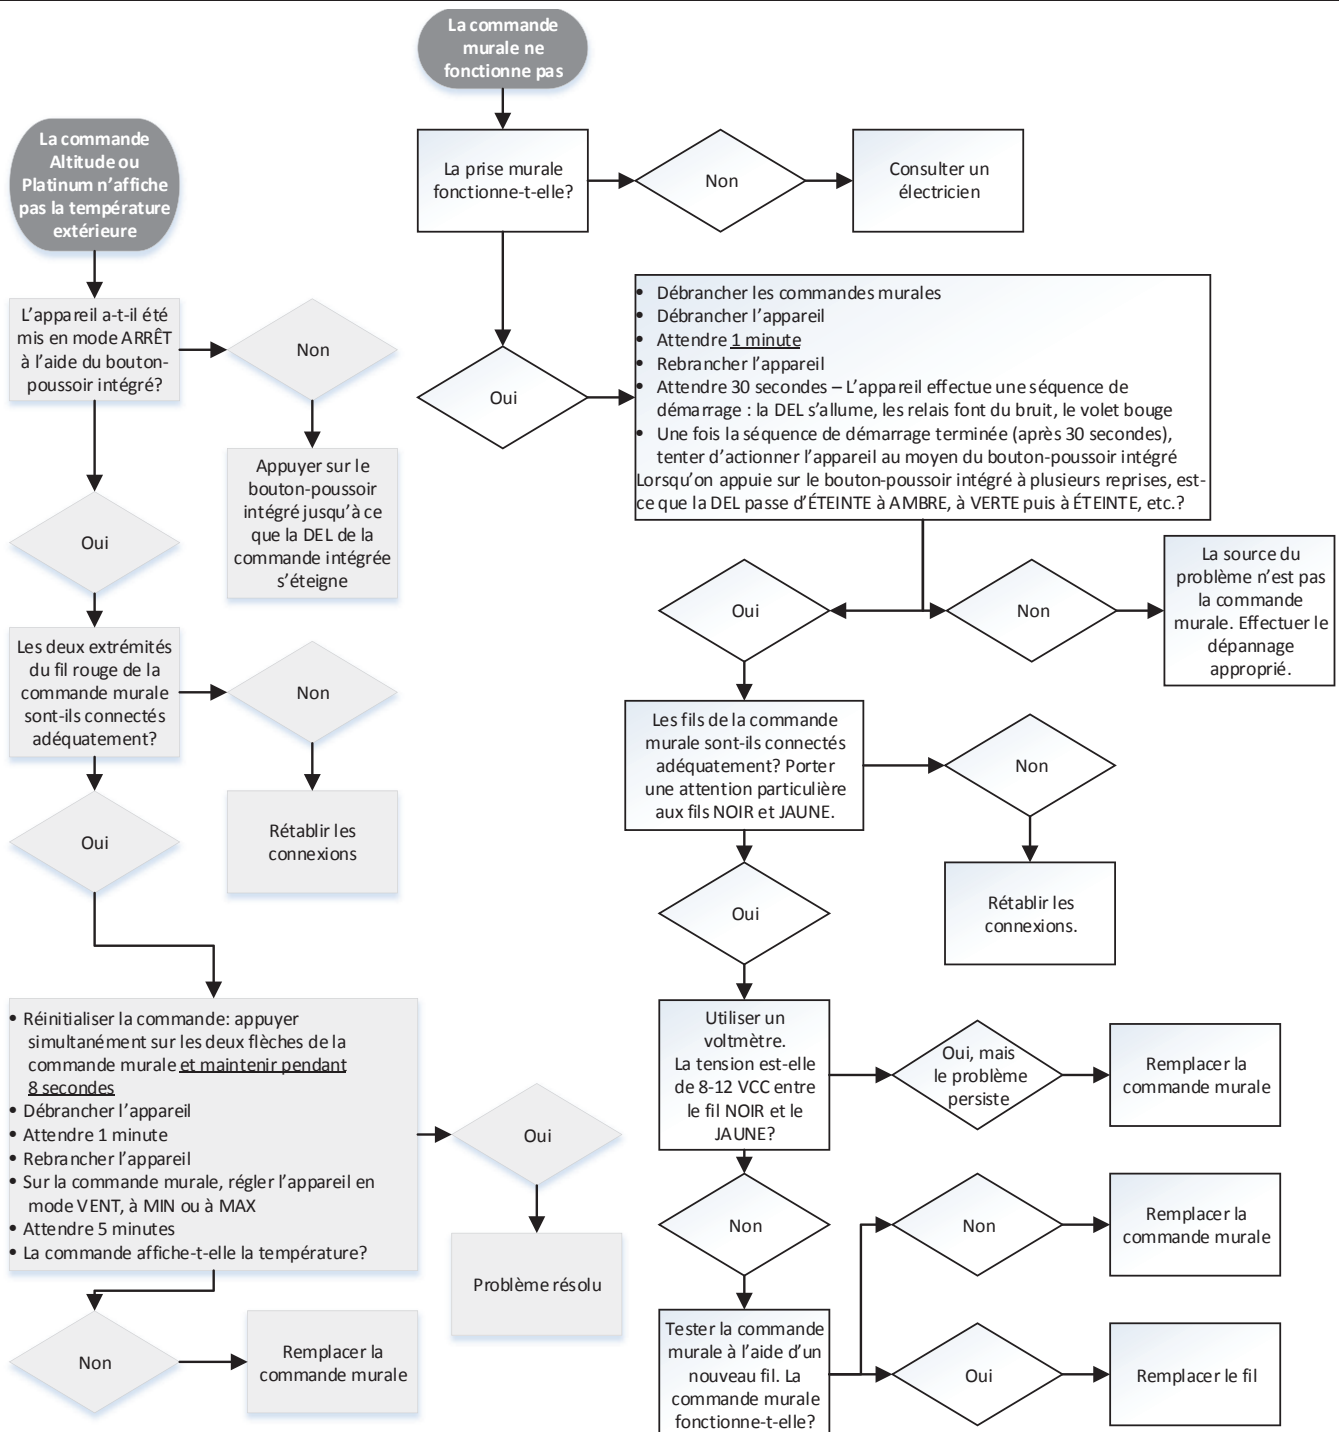 La commande
Altitude ou
Platinum n'affiche
pas la température
extérieure
L'appareil a-t-il été
mis en mode ARRÊT
à l'aide du bouton-
poussoir intégré?
Non
Appuyer sur le
bouton-poussoir
intégré jusqu'à ce
que la DEL de la
commande intégrée
s'éteigne
Oui
Les deux extrémités
du fil rouge de la
commande murale
sont-ils connectés
adéquatement?
Non
Rétablir les
connexions
Oui
• Réinitialiser la commande: appuyer
simultanément sur les deux flèches de la
commande murale et maintenir pendant
8 secondes
• Débrancher l'appareil
• Attendre 1 minute
• Rebrancher l'appareil
• Sur la commande murale, régler l'appareil en
mode VENT, à MIN ou à MAX
• Attendre 5 minutes
• La commande affiche-t-elle la température?
Oui
Problème résolu
Non
Remplacer la
commande murale
La commande
murale ne
fonctionne pas
La prise murale
fonctionne-t-elle?
Non
Consulter un
électricien
Oui
• Débrancher les commandes murales
• Débrancher l'appareil
• Attendre 1 minute
• Rebrancher l'appareil
• Attendre 30 secondes – L'appareil effectue une séquence de
démarrage : la DEL s'allume, les relais font du bruit, le volet bouge
• Une fois la séquence de démarrage terminée (après 30 secondes),
tenter d'actionner l'appareil au moyen du bouton-poussoir intégré
Lorsqu'on appuie sur le bouton-poussoir intégré à plusieurs reprises, est-
ce que la DEL passe d'ÉTEINTE à AMBRE, à VERTE puis à ÉTEINTE, etc.?
Oui
Non
La source du
problème n'est pas
la commande
murale. Effectuer le
dépannage
approprié.
Les fils de la commande
murale sont-ils connectés
adéquatement? Porter
une attention particulière
aux fils NOIR et JAUNE.
Non
Rétablir les
connexions.
Oui
Utiliser un
voltmètre.
La tension est-elle
de 8-12 VCC entre
le fil NOIR et le
JAUNE?
Oui, mais
le problème
persiste
Remplacer la
commande murale
Non
Tester la commande
murale à l'aide d'un
nouveau fil. La
commande murale
fonctionne-t-elle?
Non
Remplacer la
commande murale
Oui
Remplacer le fil